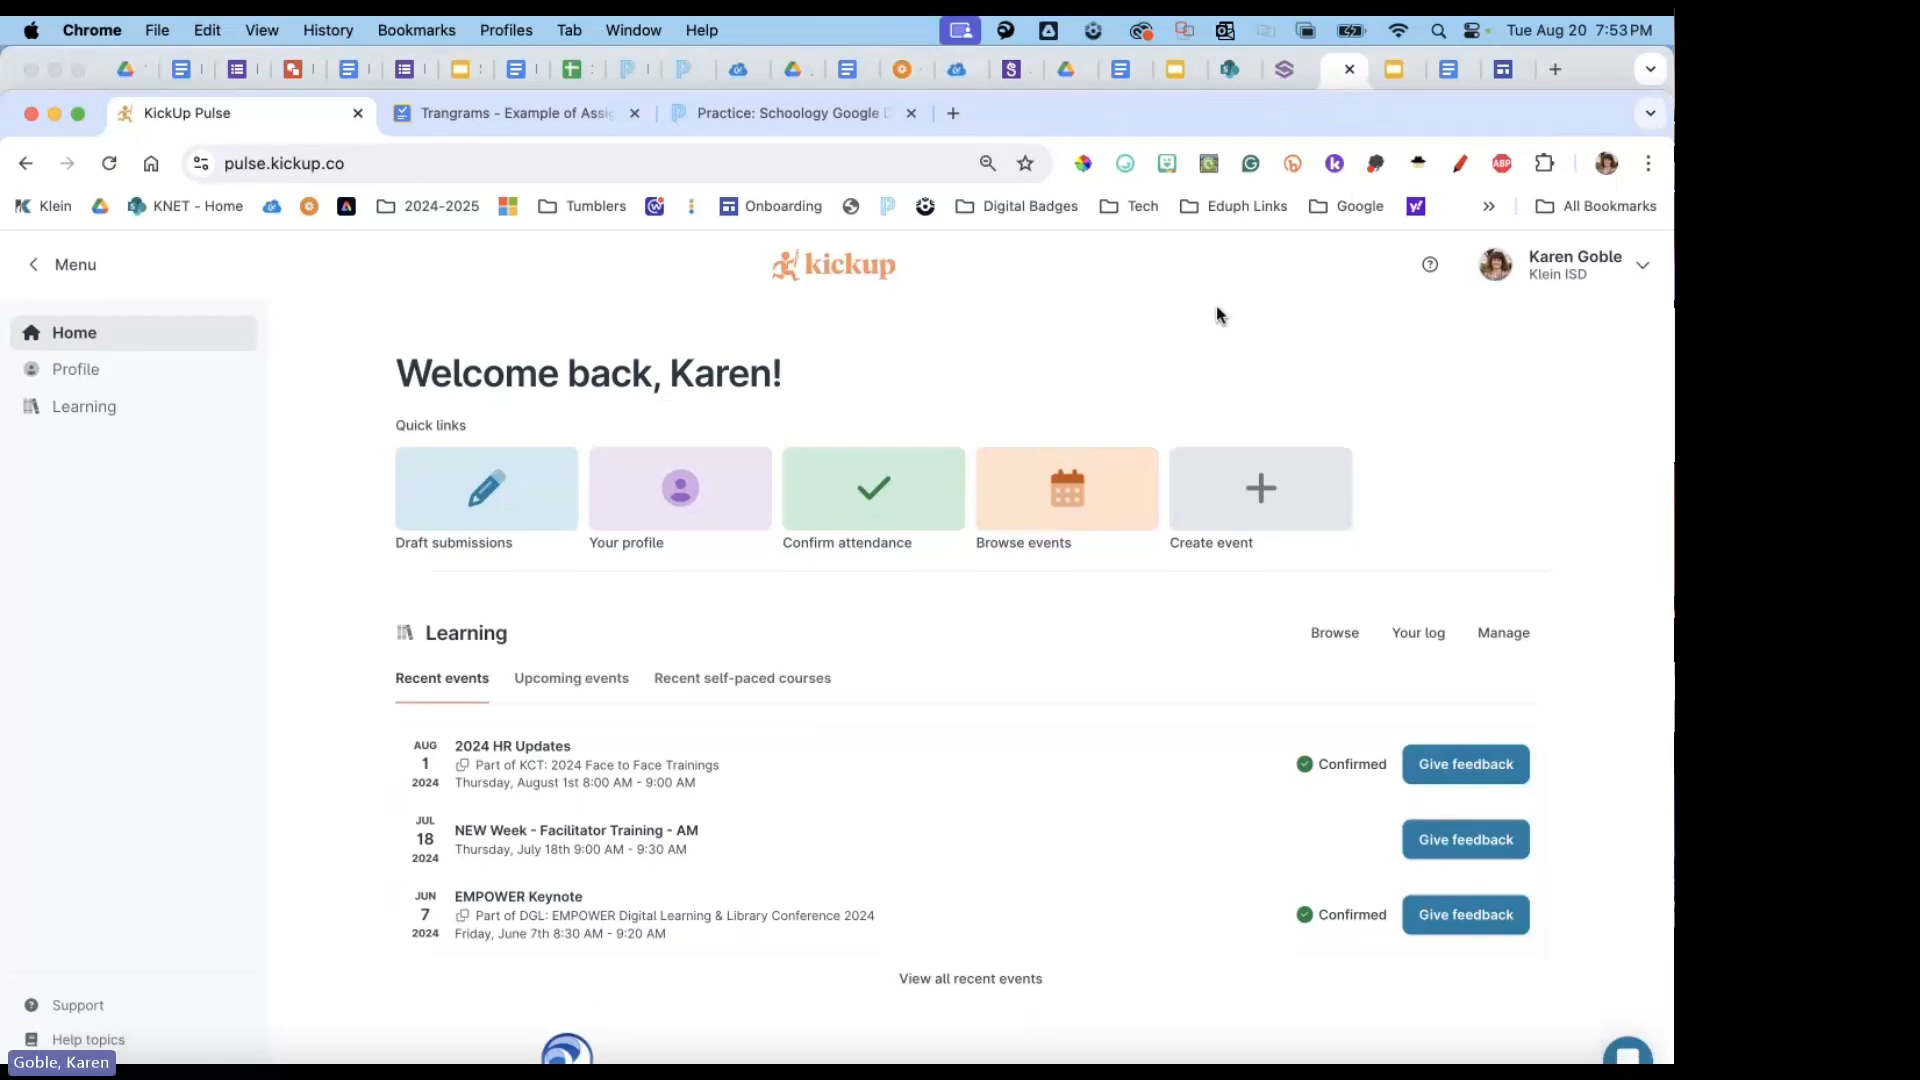 Chrome File Edit View History Bookmarks Profiles Tab Window Help Tue Aug 20 7:53 PM
KickUp Pulse Trangrams - Example of Assi Practice: Schoology Google D
pulse.kickup.co
Klein KNET - Home 2024-2025 Tumblers Onboarding Digital Badges Tech Eduph Links Google All Bookmarks
Menu
kickup
Karen Goble
Klein ISD
Home
Profile
Learning
Welcome back, Karen!
Quick links
Draft submissions Your profile Confirm attendance Browse events Create event
Learning Browse Your log Manage
Recent events Upcoming events Recent self-paced courses
AUG
1
2024
2024 HR Updates
Part of KCT: 2024 Face to Face Trainings
Thursday, August 1st 8:00 AM - 9:00 AM
Confirmed Give feedback
JUL
18
2024
NEW Week - Facilitator Training - AM
Thursday, July 18th 9:00 AM - 9:30 AM
Give feedback
JUN
7
2024
EMPOWER Keynote
Part of DGL: EMPOWER Digital Learning & Library Conference 2024
Friday, June 7th 8:30 AM - 9:20 AM
Confirmed Give feedback
View all recent events
Support
Help topics
Goble, Karen